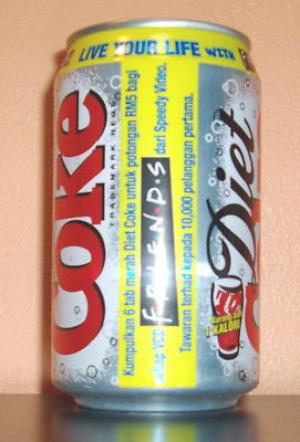 LIVE YOUR LIFE WITH
Coke
TRADEMARK REGD
Kumpulkan 6 tab merah Diet Coke untuk potongan RM5 bagi
setiap VCD F·R·I·E·N·D·S dari Speedy Video.
Tawaran terhad kepada 10,000 pelanggan pertama.
Diet
1 KALORI